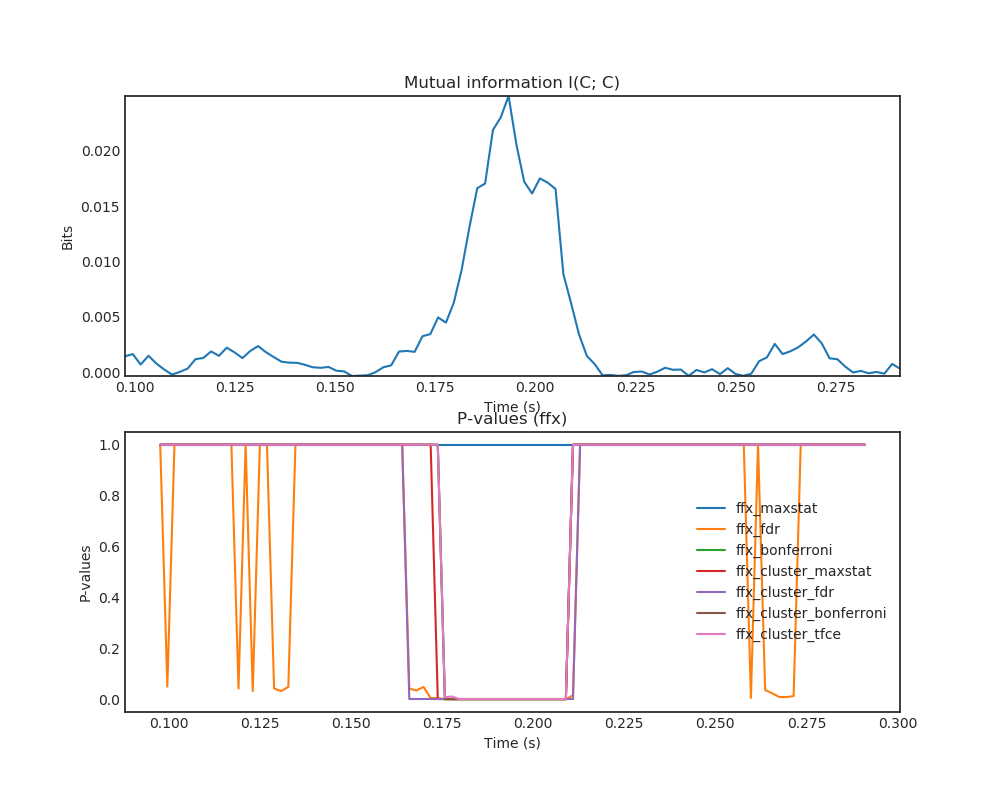 Mutual information I(C; C)
Bits
0.020
0.015
0.010
0.005
0.000
0.100 0.125 0.150 0.175 0.200 0.225 0.250 0.275
Time (s)
P-values (ffx)
P-values
1.0
0.8
0.6
0.4
0.2
0.0
ffx_maxstat
ffx_fdr
ffx_bonferroni
ffx_cluster_maxstat
ffx_cluster_fdr
ffx_cluster_bonferroni
ffx_cluster_tfce
0.100 0.125 0.150 0.175 0.200 0.225 0.250 0.275 0.300
Time (s)